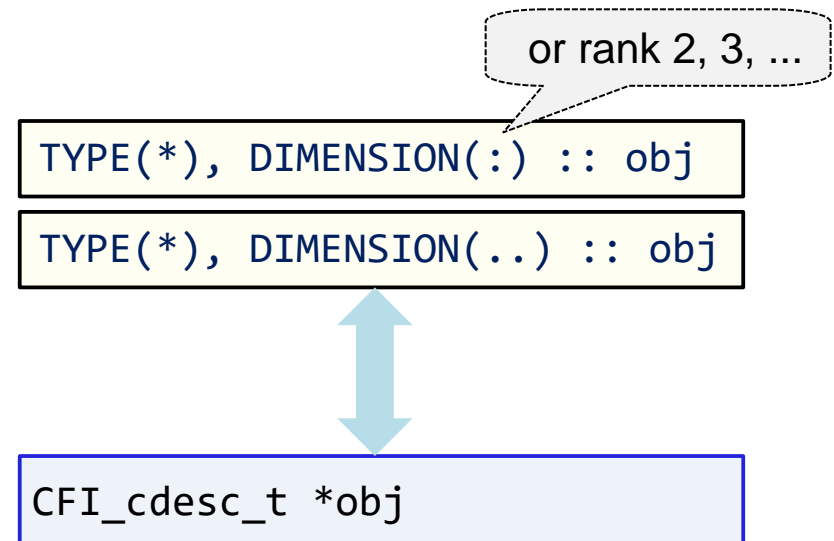 or rank 2, 3, ...
TYPE(*), DIMENSION(:) :: obj
TYPE(*), DIMENSION(..) :: obj
CFI_cdesc_t *obj